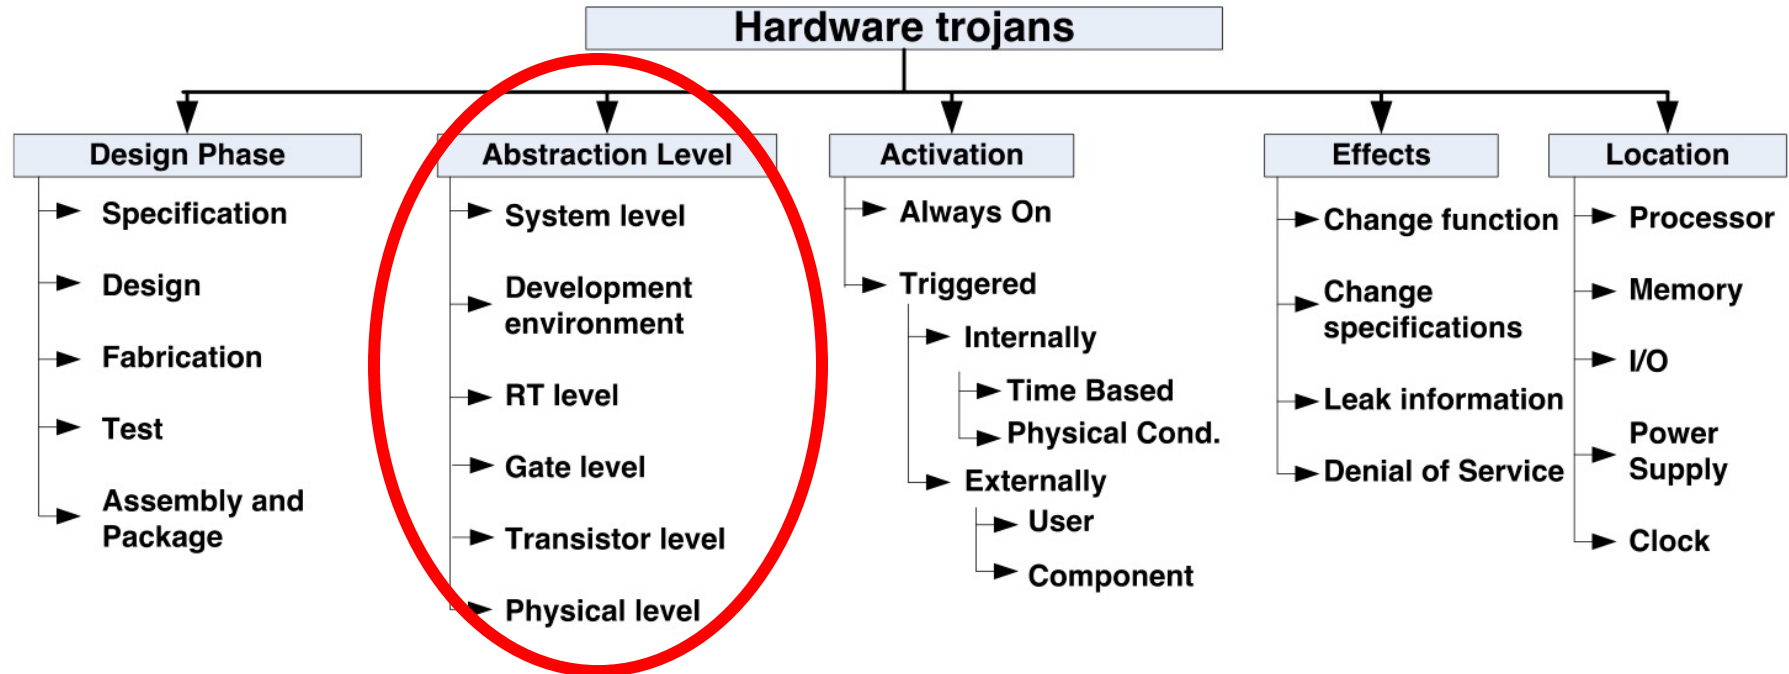 Hardware trojans
Design Phase
Specification
Design
Fabrication
Test
Assembly and
Package
Abstraction Level
System level
Development
environment
RT level
Gate level
Transistor level
Physical level
Activation
Always On
Triggered
Internally
Time Based
Physical Cond.
Externally
User
Component
Effects
Change function
Change
specifications
Leak information
Denial of Service
Location
Processor
Memory
I/O
Power
Supply
Clock